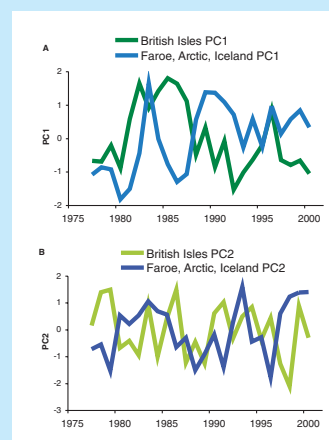 A
British Isles PC1
Faroe, Arctic, Iceland PC1
2
1
0
-1
-2
PC1
1975 1980 1985 1990 1995 2000
B
British Isles PC2
Faroe, Arctic, Iceland PC2
2
1
0
-1
-2
-3
PC2
1975 1980 1985 1990 1995 2000